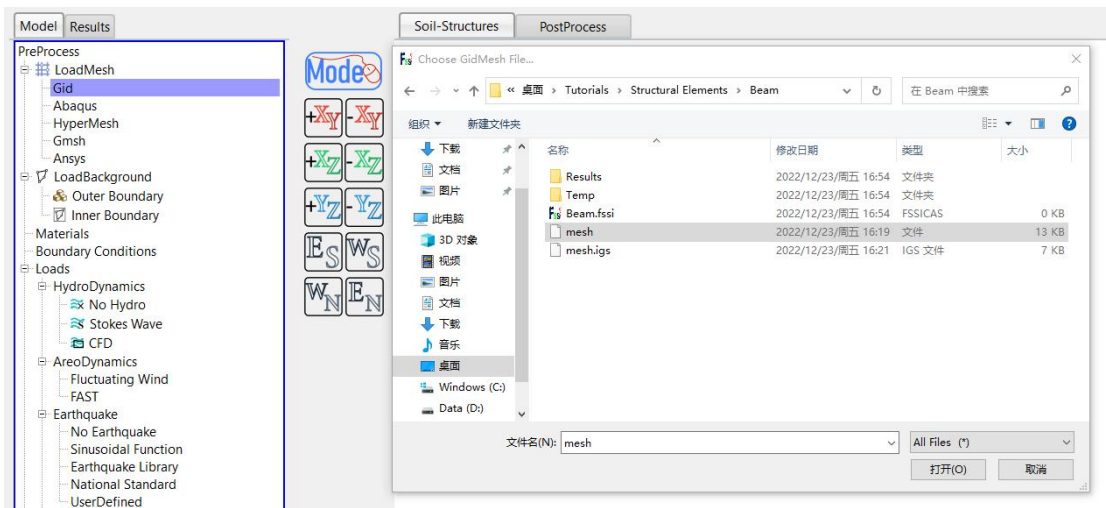 Model Results
PreProcess
LoadMesh
Gid
Abaqus
HyperMesh
Gmsh
Ansys
LoadBackground
Outer Boundary
Inner Boundary
Materials
Boundary Conditions
Loads
HydroDynamics
No Hydro
Stokes Wave
CFD
AreoDynamics
Fluctuating Wind
FAST
Earthquake
No Earthquake
Sinusoidal Function
Earthquake Library
National Standard
UserDefined
Mode
+XY -XY
+XZ -XZ
+YZ -YZ
ES WS
WN EN
Soil-Structures PostProcess
Choose GidMesh File...
« 桌面 › Tutorials › Structural Elements › Beam
在 Beam 中搜索
组织 新建文件夹
下载
文档
图片
此电脑
3D 对象
视频
图片
文档
下载
音乐
桌面
Windows (C:)
Data (D:)
名称 修改日期 类型 大小
Results 2022/12/23/周五 16:54 文件夹
Temp 2022/12/23/周五 16:54 文件夹
Beam.fssi 2022/12/23/周五 16:54 FSSICAS 0 KB
mesh 2022/12/23/周五 16:19 文件 13 KB
mesh.igs 2022/12/23/周五 16:21 IGS 文件 7 KB
文件名(N): mesh All Files (*)
打开(O) 取消